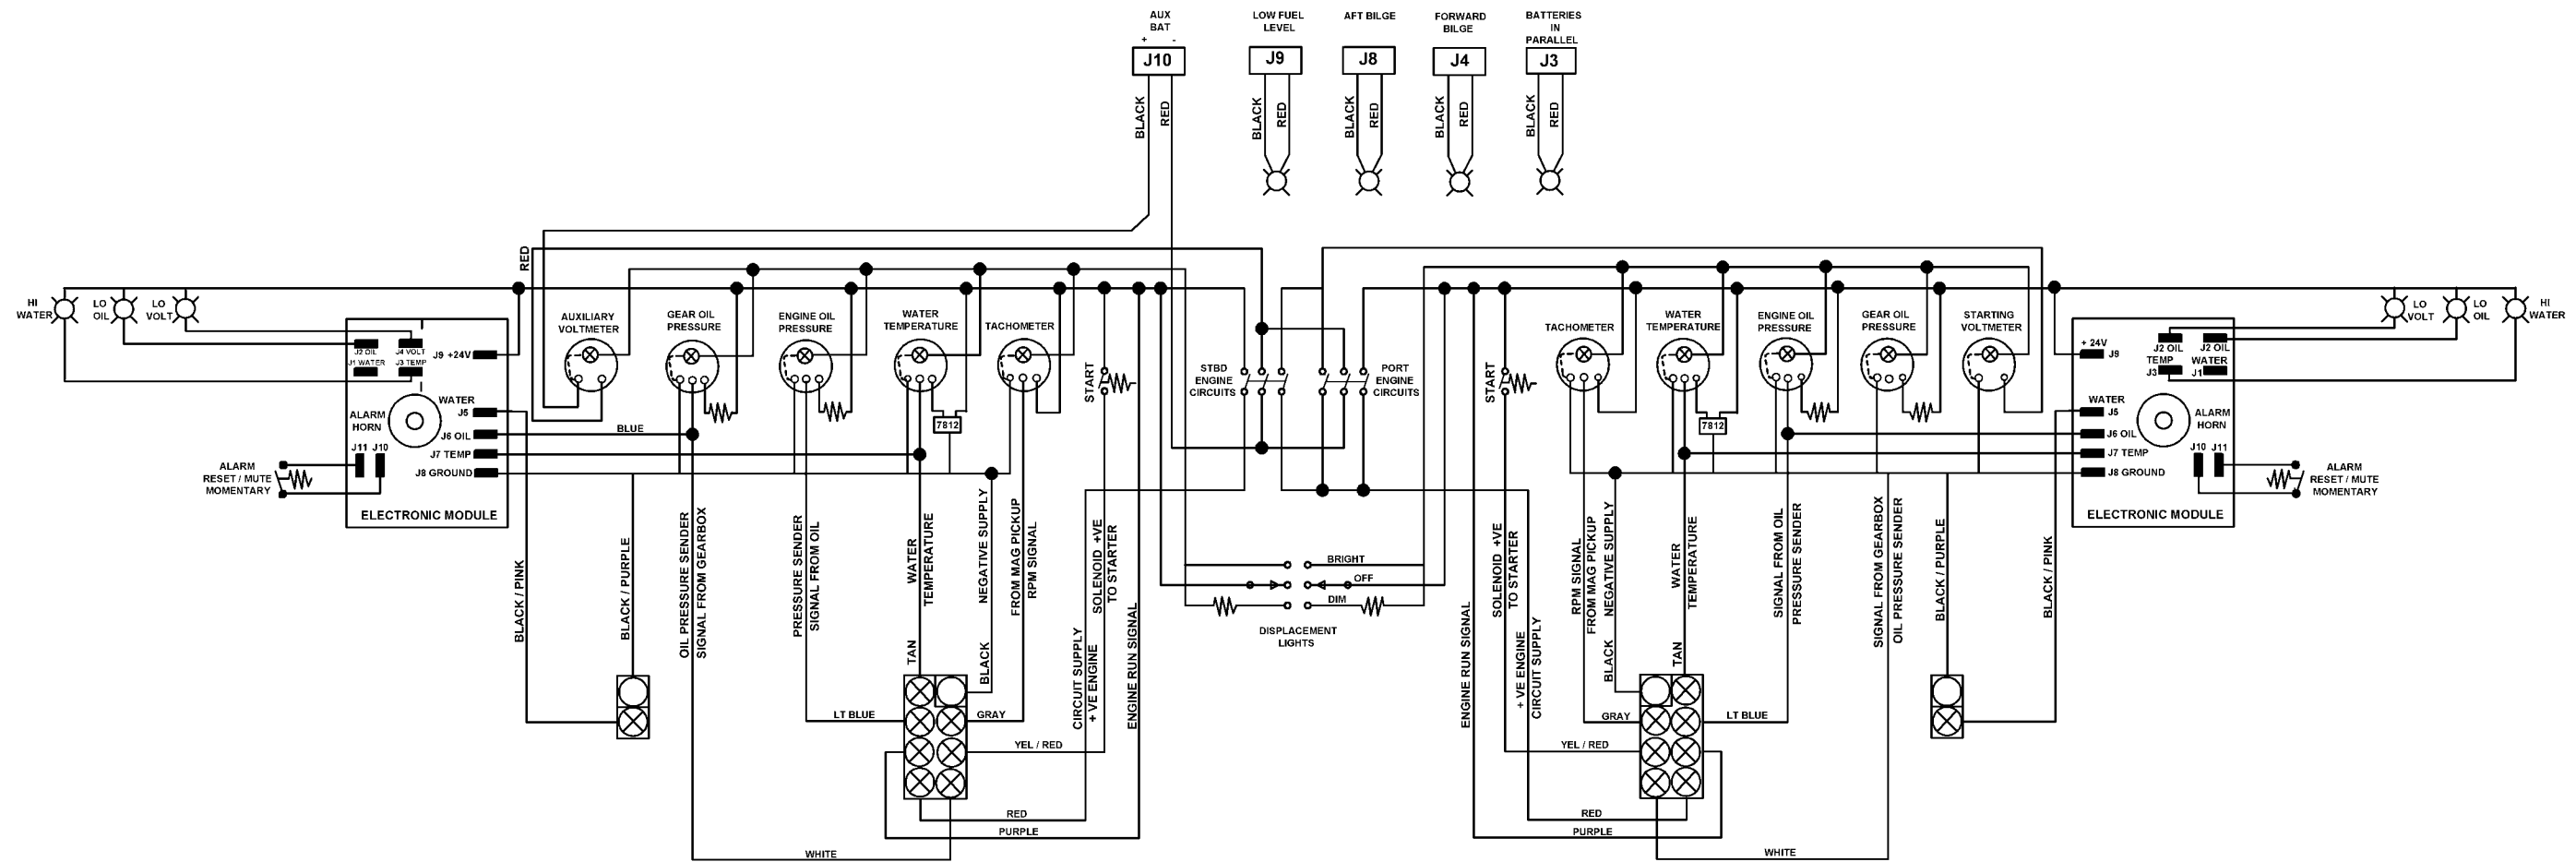 AUX
BAT
+ -
J10
BLACK
RED
LOW FUEL
LEVEL
J9
BLACK
RED
AFT BILGE
J8
BLACK
RED
FORWARD
BILGE
J4
BLACK
RED
BATTERIES
IN
PARALLEL
J3
BLACK
RED
HI
WATER
LO
OIL
LO
VOLT
RED
J2 OIL
J4 VOLT
J1 WATER
J3 TEMP
J9 +24V
ALARM
HORN
WATER
J5
J6 OIL
J7 TEMP
J8 GROUND
J11 J10
ELECTRONIC MODULE
ALARM
RESET / MUTE
MOMENTARY
BLUE
AUXILIARY
VOLTMETER
GEAR OIL
PRESSURE
ENGINE OIL
PRESSURE
WATER
TEMPERATURE
TACHOMETER
7812
START
STBD
ENGINE
CIRCUITS
PORT
ENGINE
CIRCUITS
START
TACHOMETER
WATER
TEMPERATURE
ENGINE OIL
PRESSURE
GEAR OIL
PRESSURE
STARTING
VOLTMETER
7812
+ 24V
J9
J2 OIL
J2 OIL
TEMP
J3
WATER
J1
WATER
J5
J6 OIL
J7 TEMP
J8 GROUND
ALARM
HORN
J10 J11
ELECTRONIC MODULE
LO
VOLT
LO
OIL
HI
WATER
ALARM
RESET / MUTE
MOMENTARY
BLACK / PINK
BLACK / PURPLE
OIL PRESSURE SENDER
SIGNAL FROM GEARBOX
PRESSURE SENDER
SIGNAL FROM OIL
WATER
TEMPERATURE
TAN
NEGATIVE SUPPLY
BLACK
FROM MAG PICKUP
RPM SIGNAL
CIRCUIT SUPPLY
+ VE ENGINE
SOLENOID +VE
TO STARTER
ENGINE RUN SIGNAL
LT BLUE
GRAY
YEL / RED
RED
PURPLE
WHITE
BRIGHT
OFF
DIM
DISPLACEMENT
LIGHTS
ENGINE RUN SIGNAL
SOLENOID +VE
TO STARTER
+ VE ENGINE
CIRCUIT SUPPLY
RPM SIGNAL
FROM MAG PICKUP
NEGATIVE SUPPLY
BLACK
WATER
TEMPERATURE
TAN
SIGNAL FROM OIL
PRESSURE SENDER
SIGNAL FROM GEARBOX
OIL PRESSURE SENDER
BLACK / PURPLE
BLACK / PINK
GRAY
LT BLUE
YEL / RED
RED
PURPLE
WHITE